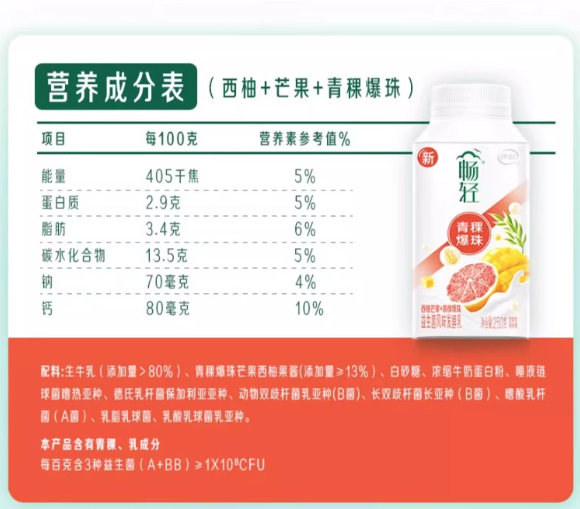 营养成分表（西柚+芒果+青稞爆珠）
项目 每100克 营养素参考值%
能量 405千焦 5%
蛋白质 2.9克 5%
脂肪 3.4克 6%
碳水化合物 13.5克 5%
钠 70毫克 4%
钙 80毫克 10%
新
畅轻
青稞
爆珠
西柚芒果+青稞爆珠
益生菌风味发酵乳
净含量250克
配料:生牛乳（添加量>80%）、青稞爆珠芒果西柚果酱(添加量≥13%）、白砂糖、浓缩牛奶蛋白粉、唾液链
球菌嗜热亚种、德氏乳杆菌保加利亚亚种、动物双歧杆菌乳亚种(B菌)、长双歧杆菌长亚种（B菌）、嗜酸乳杆
菌（A菌）、乳脂乳球菌、乳酸乳球菌乳亚种。
本产品含有青稞、乳成分
每百克含3种益生菌（A+BB）≥1X10⁸CFU